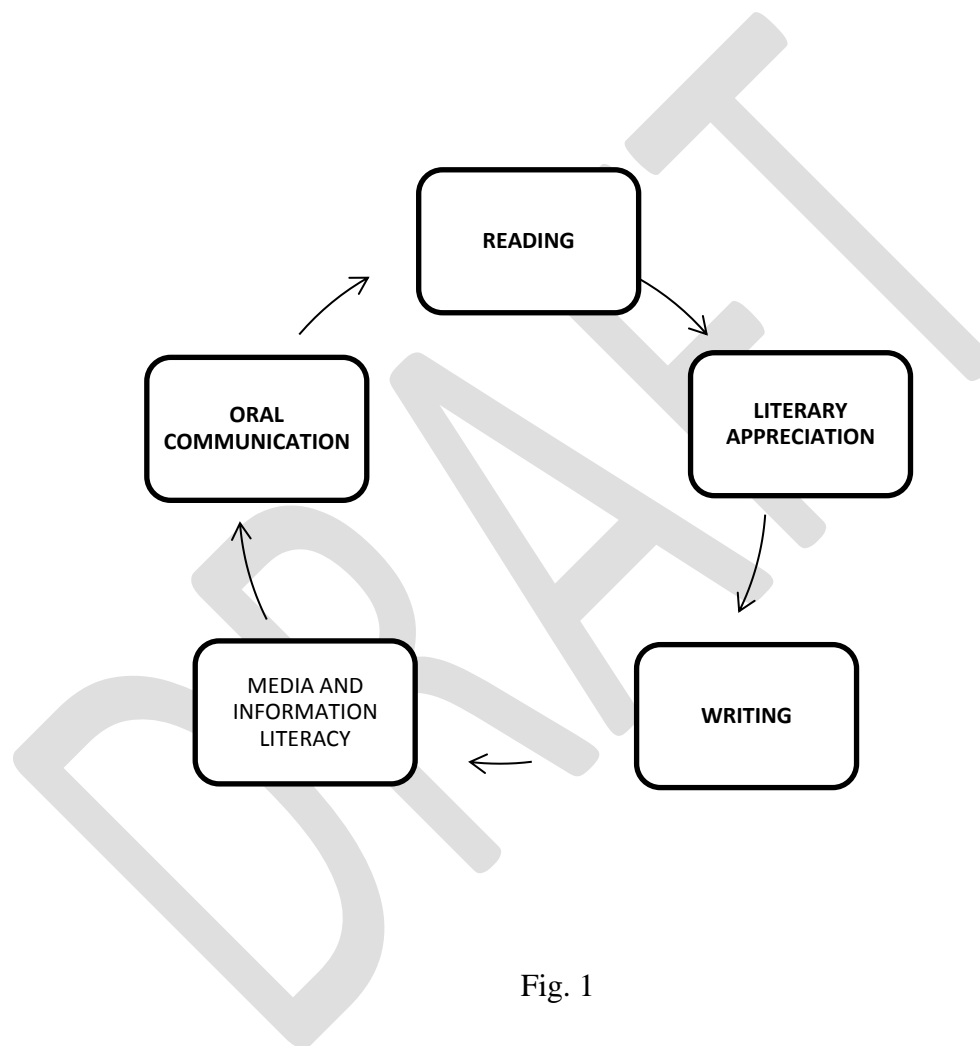 READING
LITERARY
APPRECIATION
ORAL
COMMUNICATION
MEDIA AND
INFORMATION
LITERACY
WRITING
Fig. 1
DRAFT